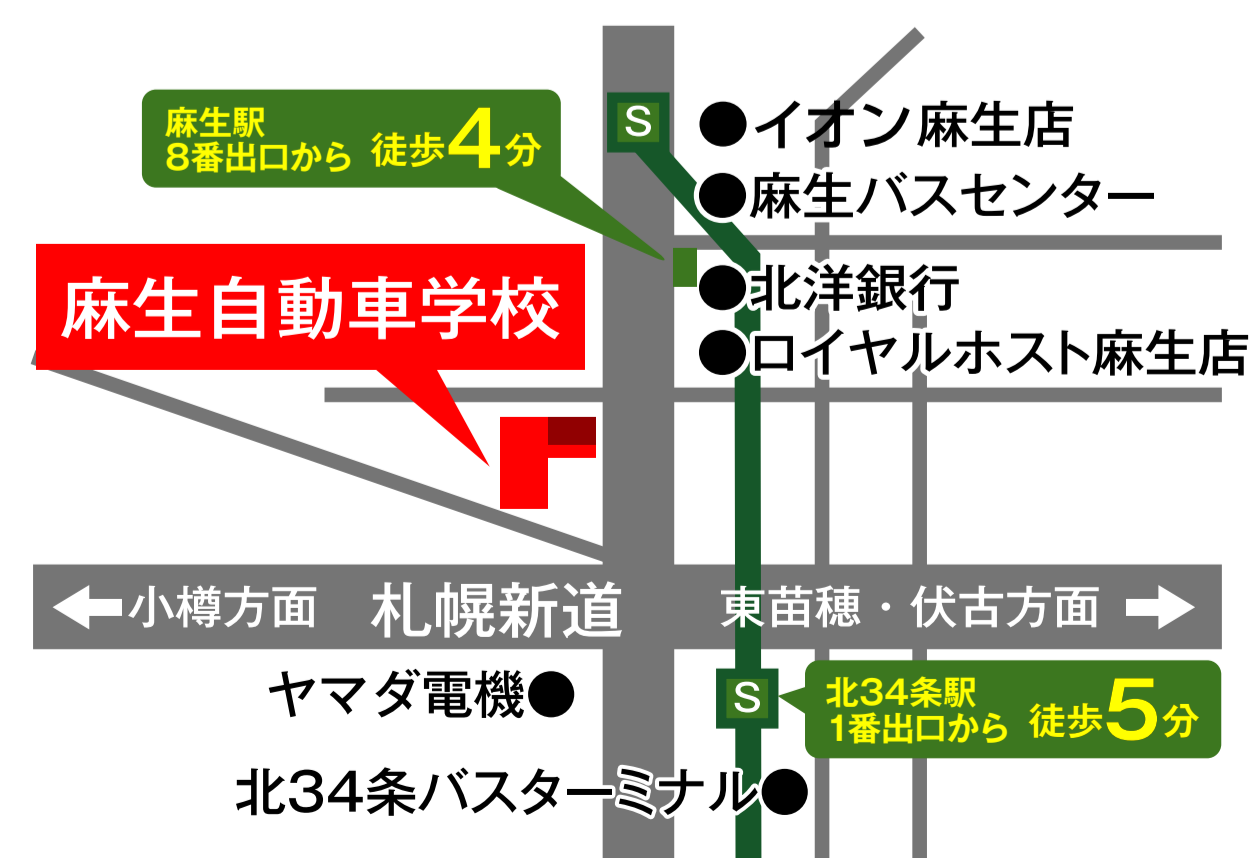 S
●イオン麻生店
麻生駅
8番出口から 徒歩4分
●麻生バスセンター
麻生自動車学校
●北洋銀行
●ロイヤルホスト麻生店
←小樽方面 札幌新道 東苗穂・伏古方面→
ヤマダ電機●
S
北34条駅
1番出口から 徒歩5分
北34条バスターミナル●